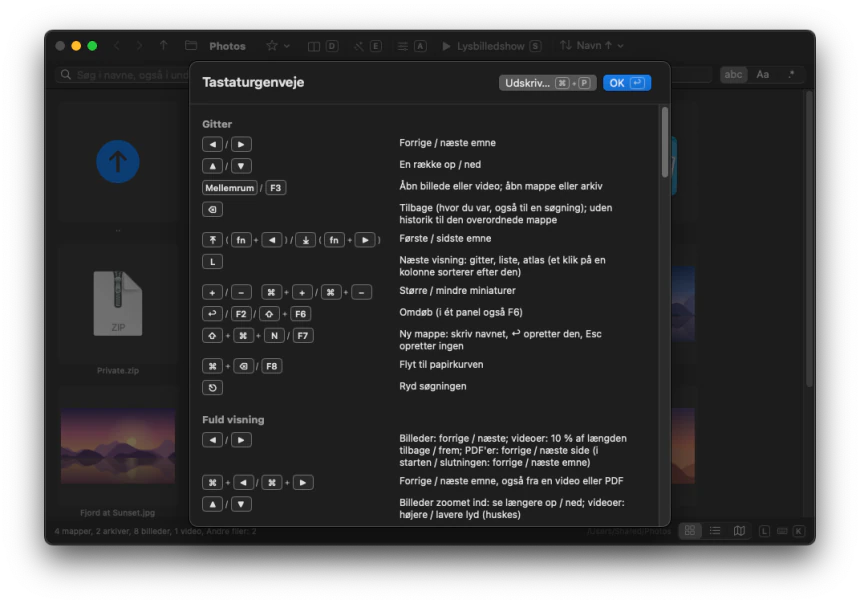 Photos
D
E
A
Lysbilledshow S
Navn
Søg i navne, også i und
abc Aa .*
Tastaturgenveje
Udskriv... ⌘ + P
OK ↩
Gitter
◀ / ▶ Forrige / næste emne
▲ / ▼ En række op / ned
Mellemrum / F3 Åbn billede eller video; åbn mappe eller arkiv
⌫ Tilbage (hvor du var, også til en søgning); uden
historik til den overordnede mappe
⤒ ( fn + ◀ ) / ⤓ ( fn + ▶ ) Første / sidste emne
L Næste visning: gitter, liste, atlas (et klik på en
kolonne sorterer efter den)
+ / − ⌘ + + / ⌘ + − Større / mindre miniaturer
↩ / F2 / ⇧ + F6 Omdøb (i ét panel også F6)
⇧ + ⌘ + N / F7 Ny mappe: skriv navnet, ↩ opretter den, Esc
opretter ingen
⌘ + ⌫ / F8 Flyt til papirkurven
⎋ Ryd søgningen
Fuld visning
◀ / ▶ Billeder: forrige / næste; videoer: 10 % af længden
tilbage / frem; PDF'er: forrige / næste side (i
starten / slutningen: forrige / næste emne)
⌘ + ◀ / ⌘ + ▶ Forrige / næste emne, også fra en video eller PDF
▲ / ▼ Billeder zoomet ind: se længere op / ned; videoer:
højere / lavere lyd (huskes)
..
ZIP
Private.zip
Fjord at Sunset.jpg
4 mapper, 2 arkiver, 8 billeder, 1 video, Andre filer: 2
/Users/Shared/Photos
L
K